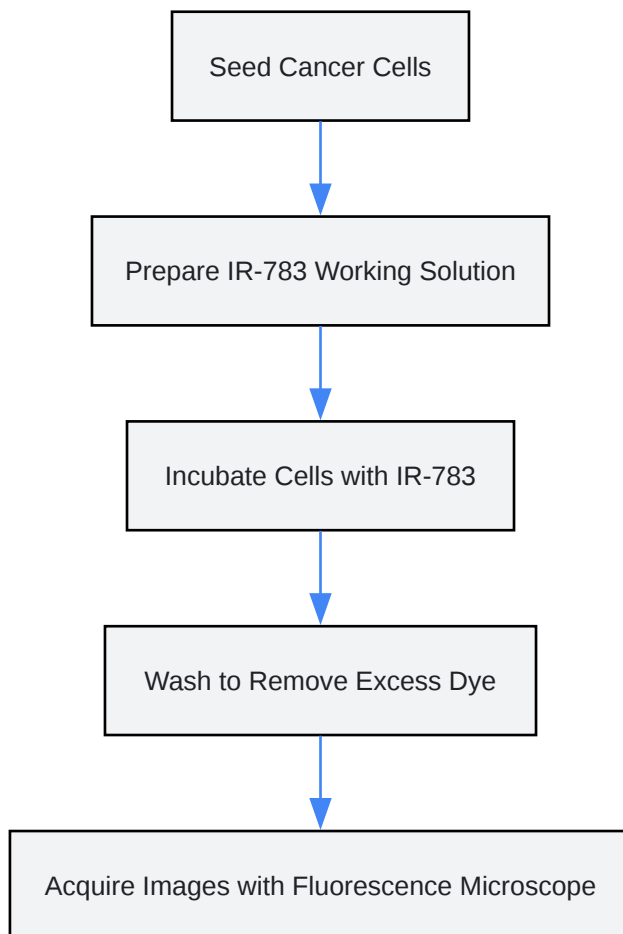 Seed Cancer Cells
Prepare IR-783 Working Solution
Incubate Cells with IR-783
Wash to Remove Excess Dye
Acquire Images with Fluorescence Microscope